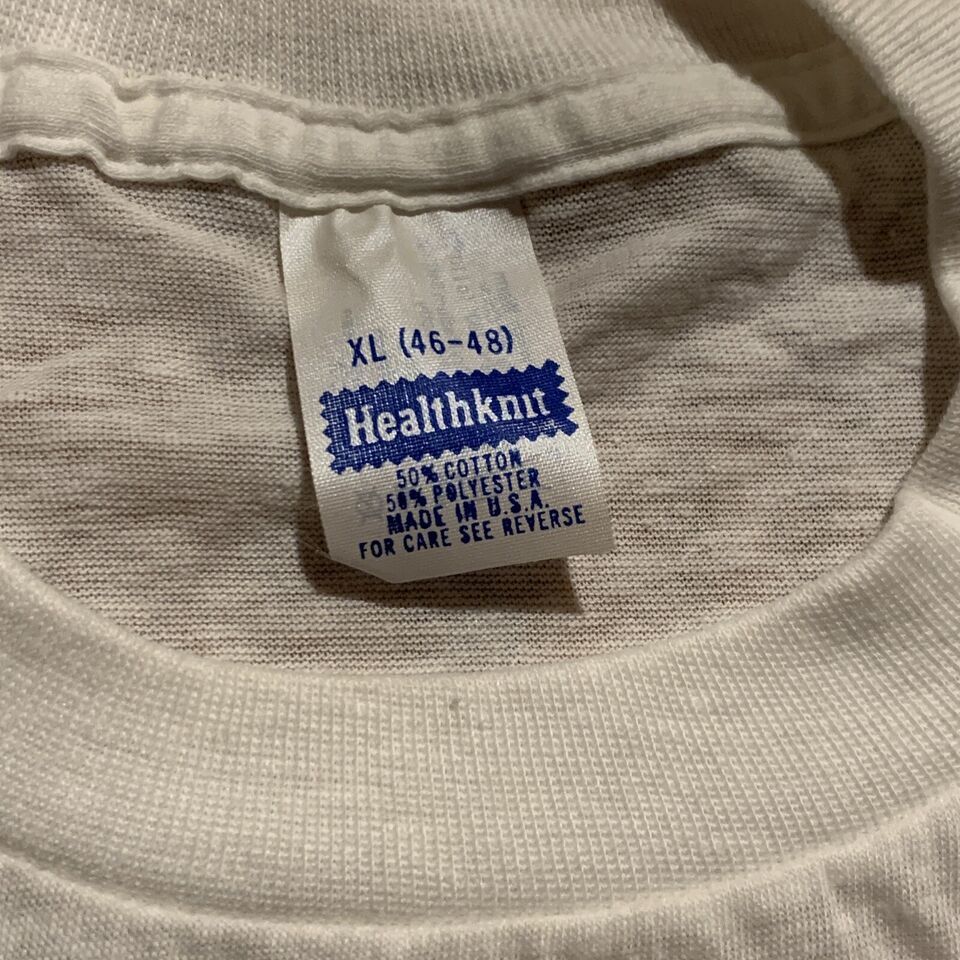 XL (46-48)
Healthknit
50% COTTON
50% POLYESTER
MADE IN U.S.A.
FOR CARE SEE REVERSE